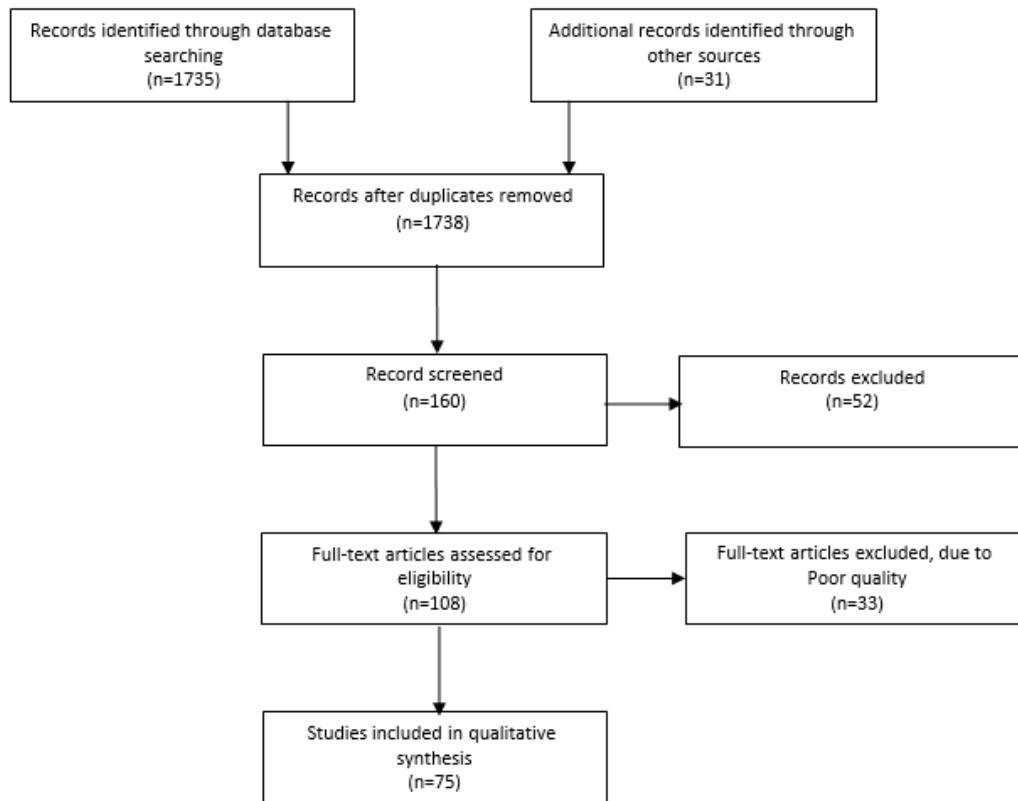 Records identified through database
searching
(n=1735)
Additional records identified through
other sources
(n=31)
Records after duplicates removed
(n=1738)
Record screened
(n=160)
Records excluded
(n=52)
Full-text articles assessed for
eligibility
(n=108)
Full-text articles excluded, due to
Poor quality
(n=33)
Studies included in qualitative
synthesis
(n=75)